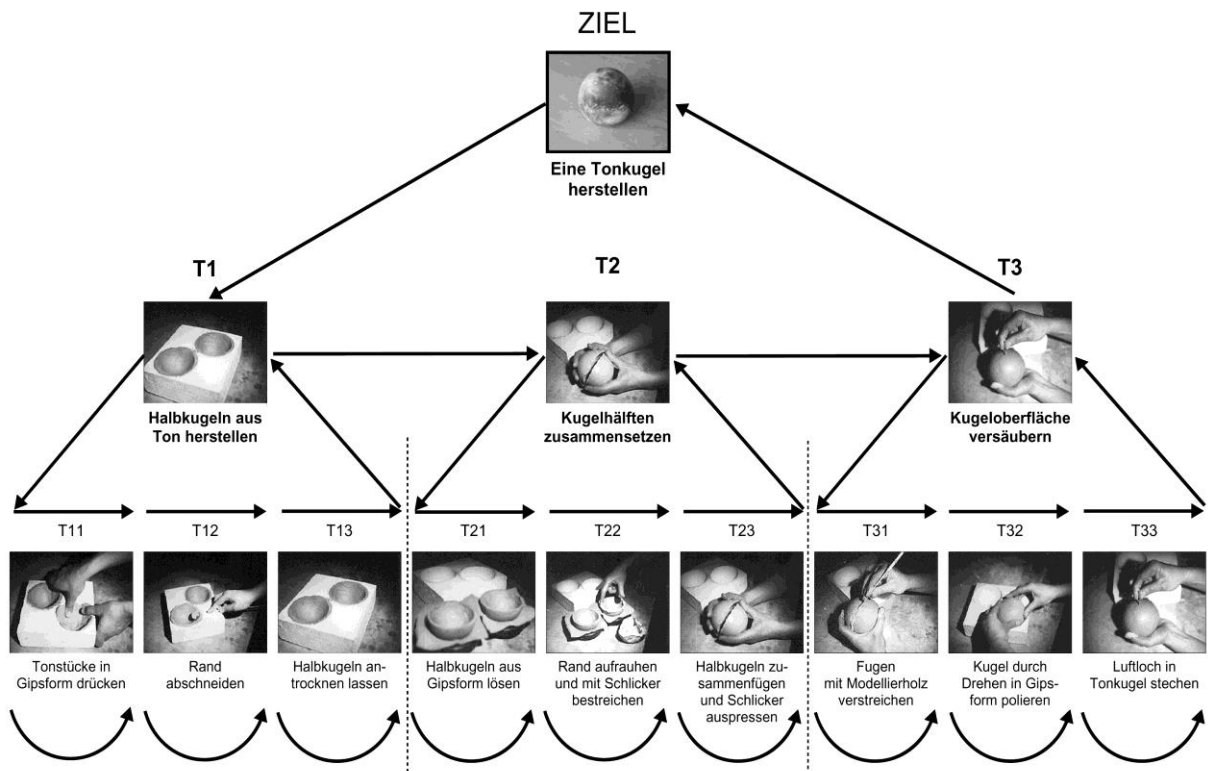 ZIEL
Eine Tonkugel
herstellen
T1
T2
T3
Halbkugeln aus
Ton herstellen
Kugelhälften
zusammensetzen
Kugeloberfläche
versäubern
T11
T12
T13
T21
T22
T23
T31
T32
T33
Tonstücke in
Gipsform drücken
Rand
abschneiden
Halbkugeln an-
trocknen lassen
Halbkugeln aus
Gipsform lösen
Rand aufrauhen
und mit Schlicker
bestreichen
Halbkugeln zu-
sammenfügen
und Schlicker
auspressen
Fugen
mit Modellierholz
verstreichen
Kugel durch
Drehen in Gips-
form polieren
Luftloch in
Tonkugel stechen